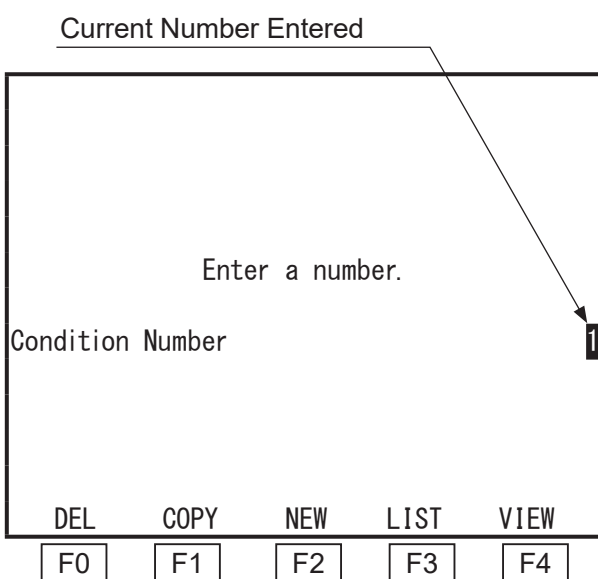 Current Number Entered
Enter a number.
Condition Number 1
DEL COPY NEW LIST VIEW
F0 F1 F2 F3 F4